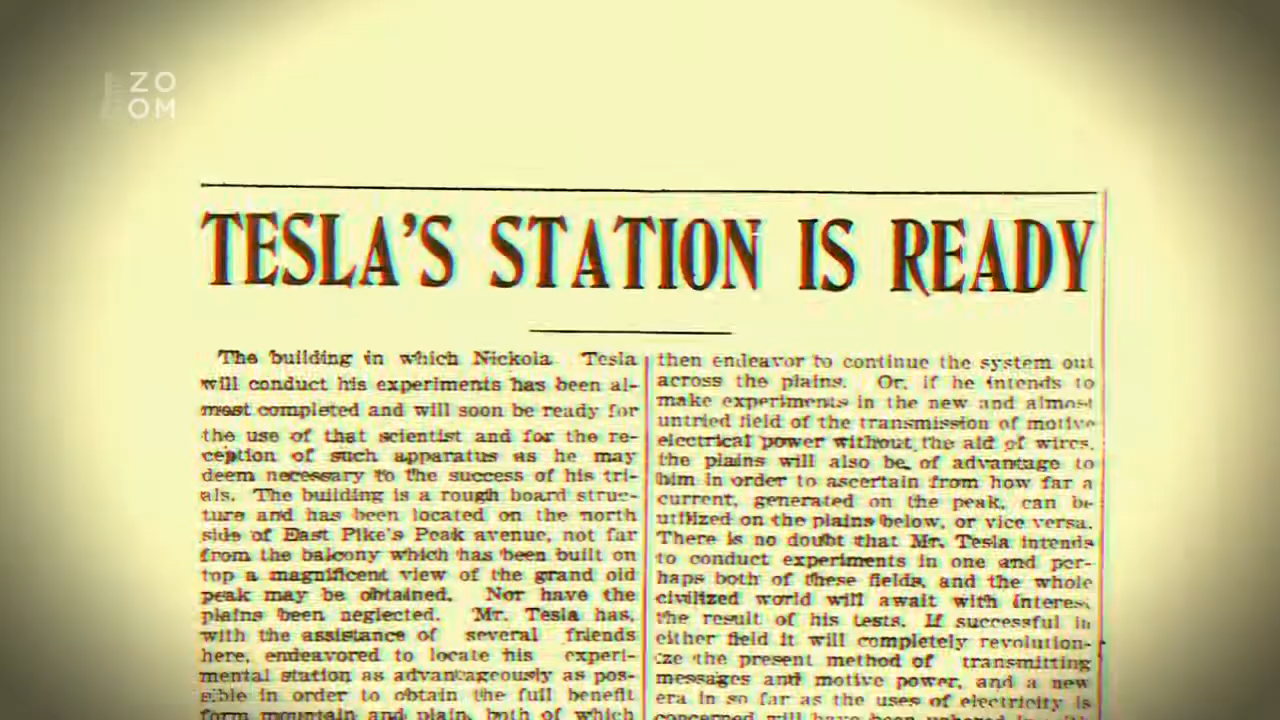 ZO
OM
TESLA'S STATION IS READY
The building in which Nickola Tesla
will conduct his experiments has been al-
most completed and will soon be ready for
the use of that scientist and for the re-
ception of such apparatus as he may
deem necessary to the success of his tri-
als. The building is a rough board struc-
ture and has been located on the north
side of East Pike's Peak avenue, not far
from the balcony which has been built on
top a magnificent view of the grand old
peak may be obtained. Nor have the
plains been neglected. Mr. Tesla has,
with the assistance of several friends
here, endeavored to locate his experi-
mental station as advantageously as pos-
sible in order to obtain the full benefit
form mountain and plain, both of which
then endeavor to continue the system out
across the plains. Or, if he intends to
make experiments in the new and almost
untried field of the transmission of motive
electrical power without the aid of wires,
the plains will also be of advantage to
him in order to ascertain from how far a
current, generated on the peak, can be
utilized on the plains below, or vice versa.
There is no doubt that Mr. Tesla intends
to conduct experiments in one and per-
haps both of these fields, and the whole
civilized world will await with interest
the result of his tests. If successful in
either field it will completely revolution-
ize the present method of transmitting
messages and motive power, and a new
era in so far as the uses of electricity is
concerned will have been